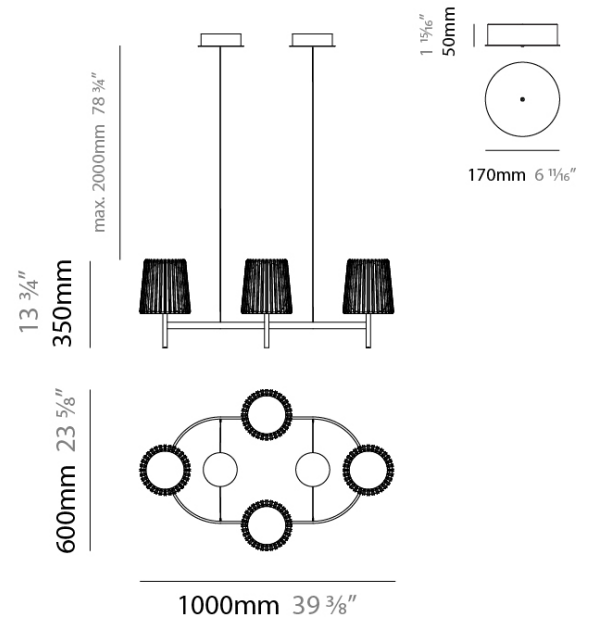 1 15/16"
50mm
170mm 6 11/16"
max. 2000mm 78 3/4"
13 3/4"
350mm
600mm 23 5/8"
1000mm 39 3/8"